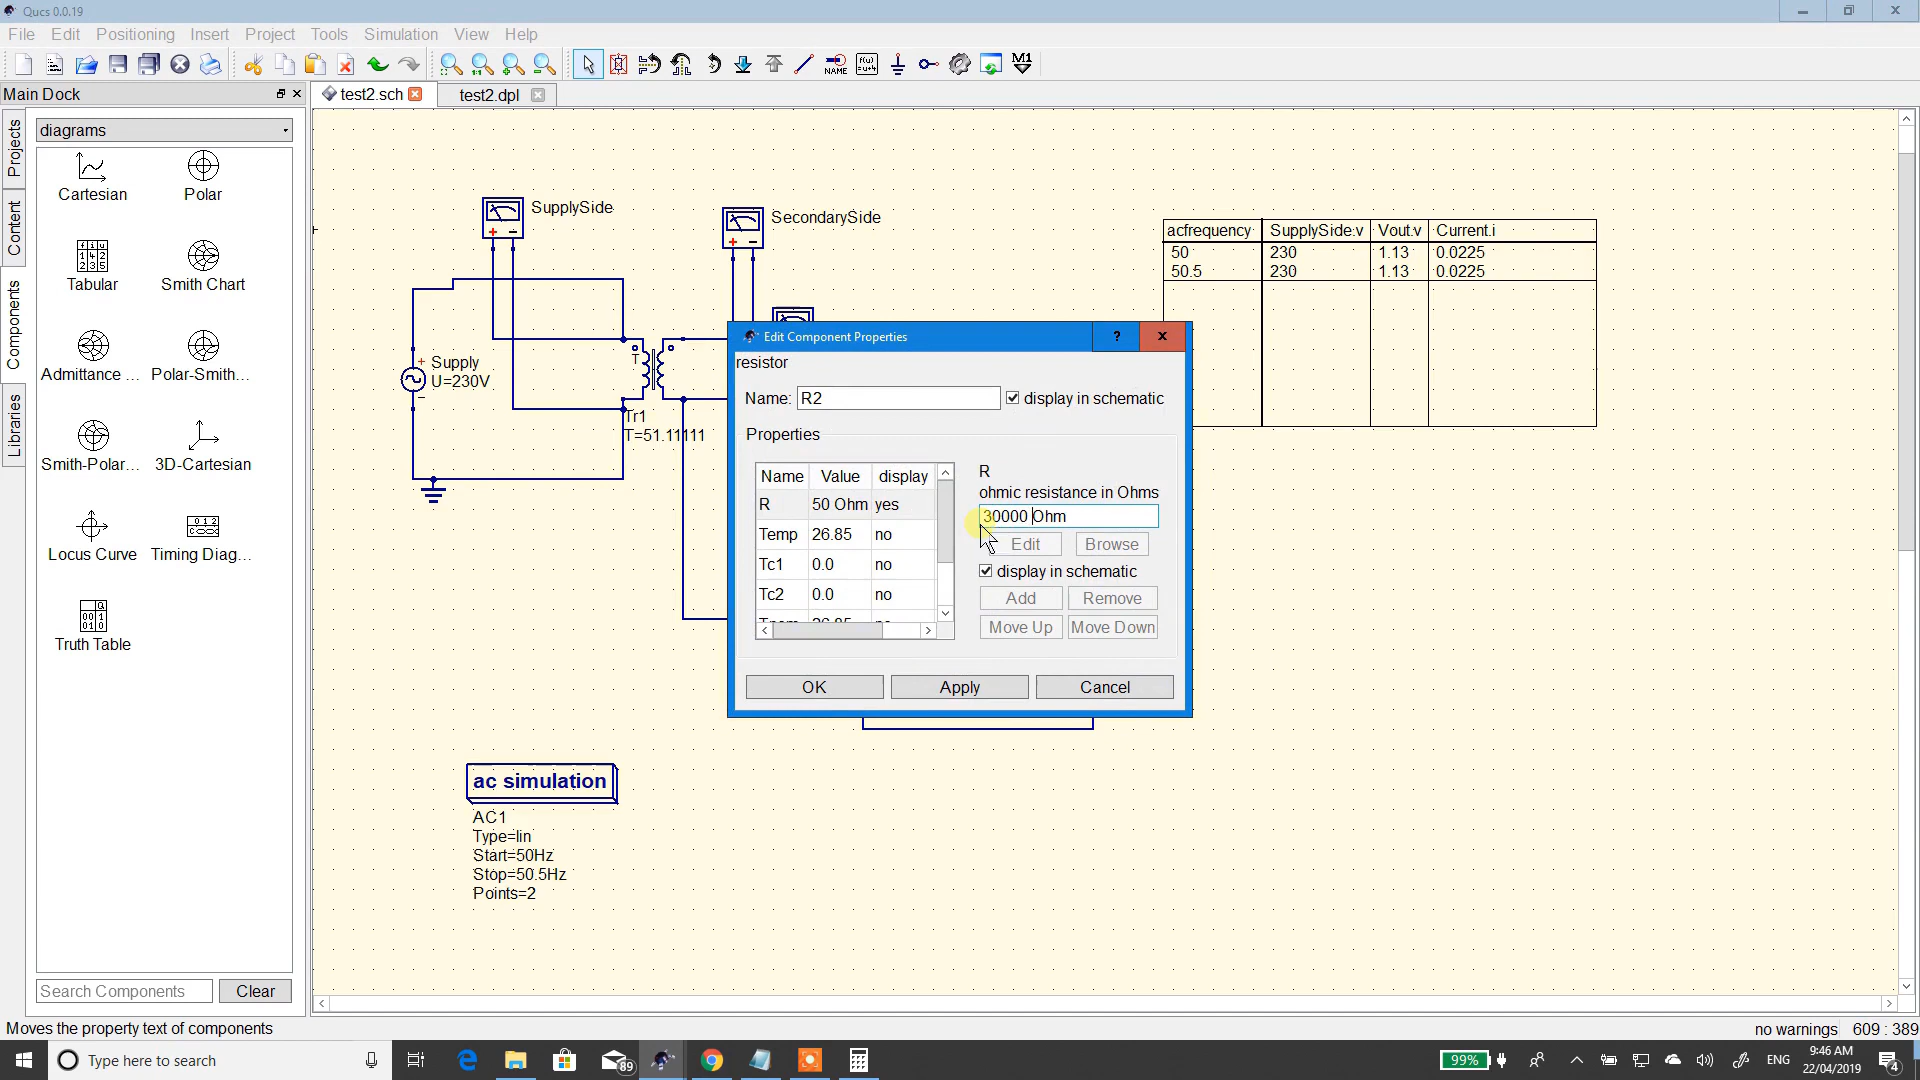 Qucs 0.0.19
File Edit Positioning Insert Project Tools Simulation View Help
NAME
M1
Main Dock
test2.sch
test2.dpl
Projects
Content
Components
Libraries
diagrams
Cartesian
Polar
Tabular
Smith Chart
Admittance ...
Polar-Smith...
Smith-Polar...
3D-Cartesian
Locus Curve
Timing Diag...
Truth Table
Search Components
Clear
SupplySide
SecondarySide
Supply
U=230V
T
Tr1
T=51.11111
acfrequency SupplySide.v Vout.v Current.i
50 230 1.13 0.0225
50.5 230 1.13 0.0225
Edit Component Properties
resistor
Name: R2 display in schematic
Properties
Name Value display
R 50 Ohm yes
Temp 26.85 no
Tc1 0.0 no
Tc2 0.0 no
R
ohmic resistance in Ohms
30000 Ohm
Edit Browse
display in schematic
Add Remove
Move Up Move Down
OK Apply Cancel
ac simulation
AC1
Type=lin
Start=50Hz
Stop=50.5Hz
Points=2
Moves the property text of components
no warnings 609 : 389
Type here to search
89
99%
ENG
9:46 AM
22/04/2019
4